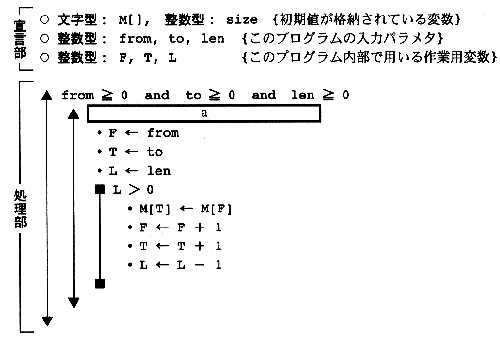 宣言部
○ 文字型： M[], 整数型： size {初期値が格納されている変数}
○ 整数型： from, to, len {このプログラムの入力パラメタ}
○ 整数型： F, T, L {このプログラム内部で用いる作業用変数}
処理部
from ≧ 0 and to ≧ 0 and len ≧ 0
a
・F ← from
・T ← to
・L ← len
■ L > 0
・M[T] ← M[F]
・F ← F + 1
・T ← T + 1
・L ← L − 1